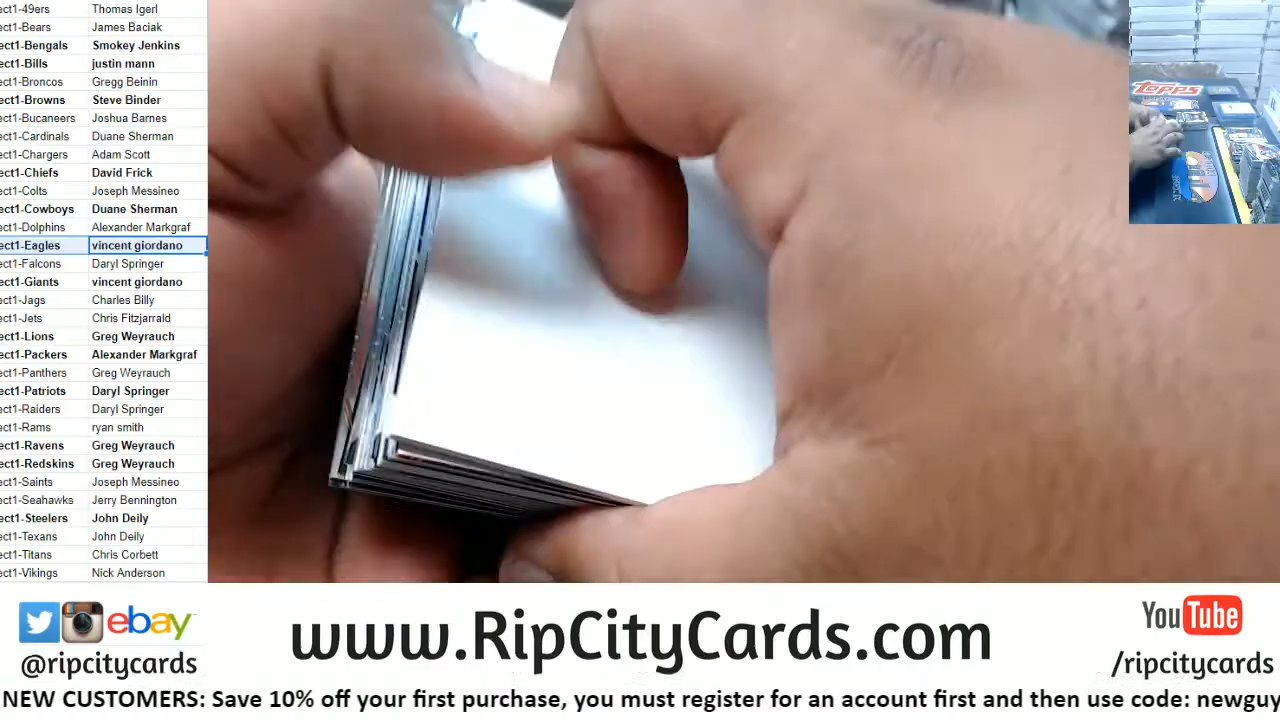 ect1-49ers Thomas Igerl
ect1-Bears James Baciak
ect1-Bengals Smokey Jenkins
ect1-Bills justin mann
ect1-Broncos Gregg Beinin
ect1-Browns Steve Binder
ect1-Bucaneers Joshua Barnes
ect1-Cardinals Duane Sherman
ect1-Chargers Adam Scott
ect1-Chiefs David Frick
ect1-Colts Joseph Messineo
ect1-Cowboys Duane Sherman
ect1-Dolphins Alexander Markgraf
ect1-Eagles vincent giordano
ect1-Falcons Daryl Springer
ect1-Giants vincent giordano
ect1-Jags Charles Billy
ect1-Jets Chris Fitzjarrald
ect1-Lions Greg Weyrauch
ect1-Packers Alexander Markgraf
ect1-Panthers Greg Weyrauch
ect1-Patriots Daryl Springer
ect1-Raiders Daryl Springer
ect1-Rams ryan smith
ect1-Ravens Greg Weyrauch
ect1-Redskins Greg Weyrauch
ect1-Saints Joseph Messineo
ect1-Seahawks Jerry Bennington
ect1-Steelers John Deily
ect1-Texans John Deily
ect1-Titans Chris Corbett
ect1-Vikings Nick Anderson
Topps
ebay
@ripcitycards
www.RipCityCards.com
YouTube
/ripcitycards
NEW CUSTOMERS: Save 10% off your first purchase, you must register for an account first and then use code: newguy